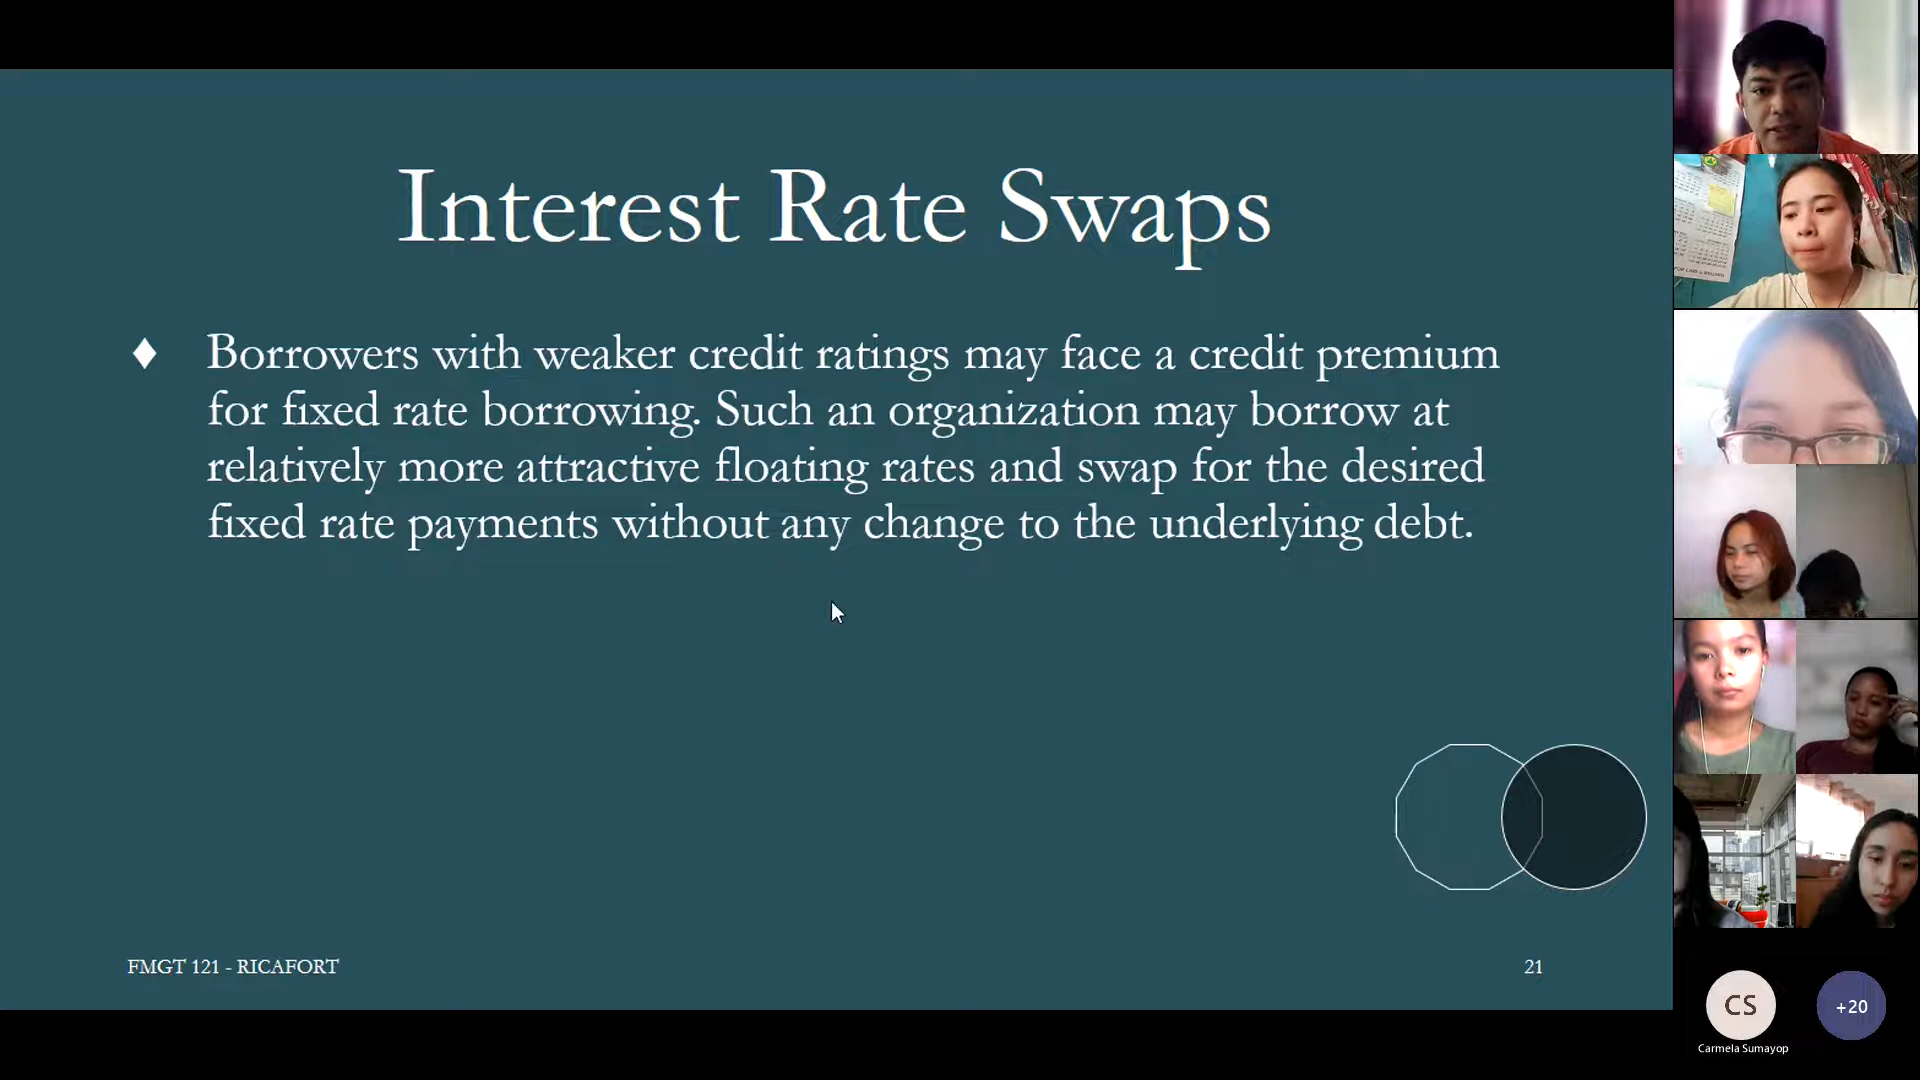 Interest Rate Swaps
Borrowers with weaker credit ratings may face a credit premium
for fixed rate borrowing. Such an organization may borrow at
relatively more attractive floating rates and swap for the desired
fixed rate payments without any change to the underlying debt.
FMGT 121 - RICAFORT
21
CS
+20
Carmela Sumayop